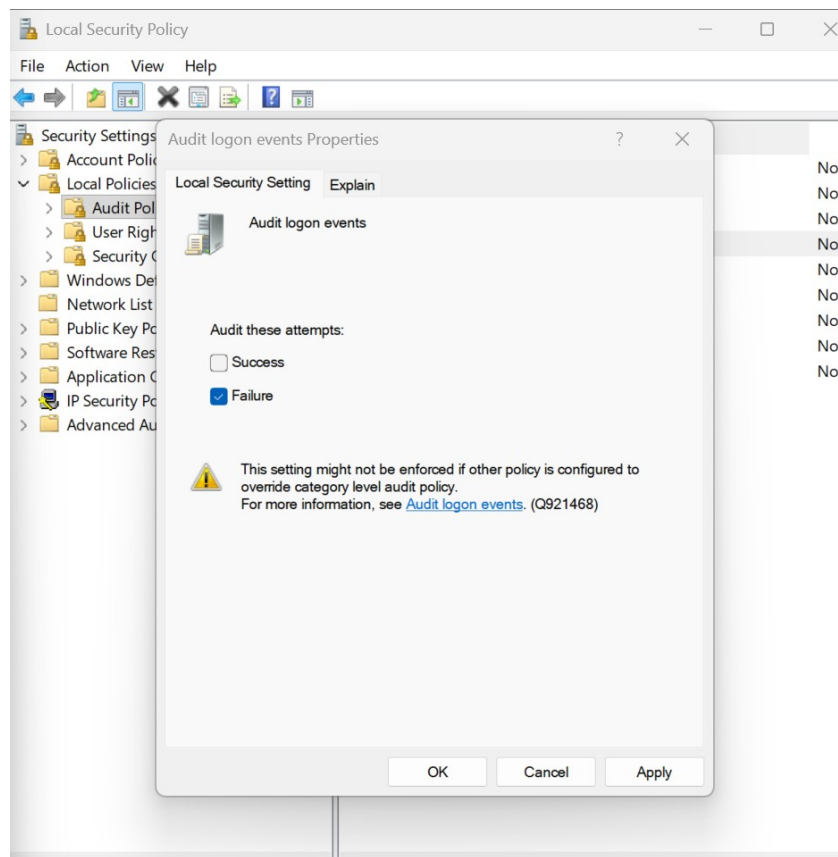 Local Security Policy
File Action View Help
Security Settings
Account Polic
Local Policies
Audit Pol
User Righ
Security
Windows De
Network List
Public Key Po
Software Res
Application
IP Security Po
Advanced Au
Audit logon events Properties
?
Local Security Setting
Explain
Audit logon events
Audit these attempts:
Success
Failure
This setting might not be enforced if other policy is configured to
override category level audit policy.
For more information, see Audit logon events. (Q921468)
OK
Cancel
Apply
No
No
No
No
No
No
No
No
No